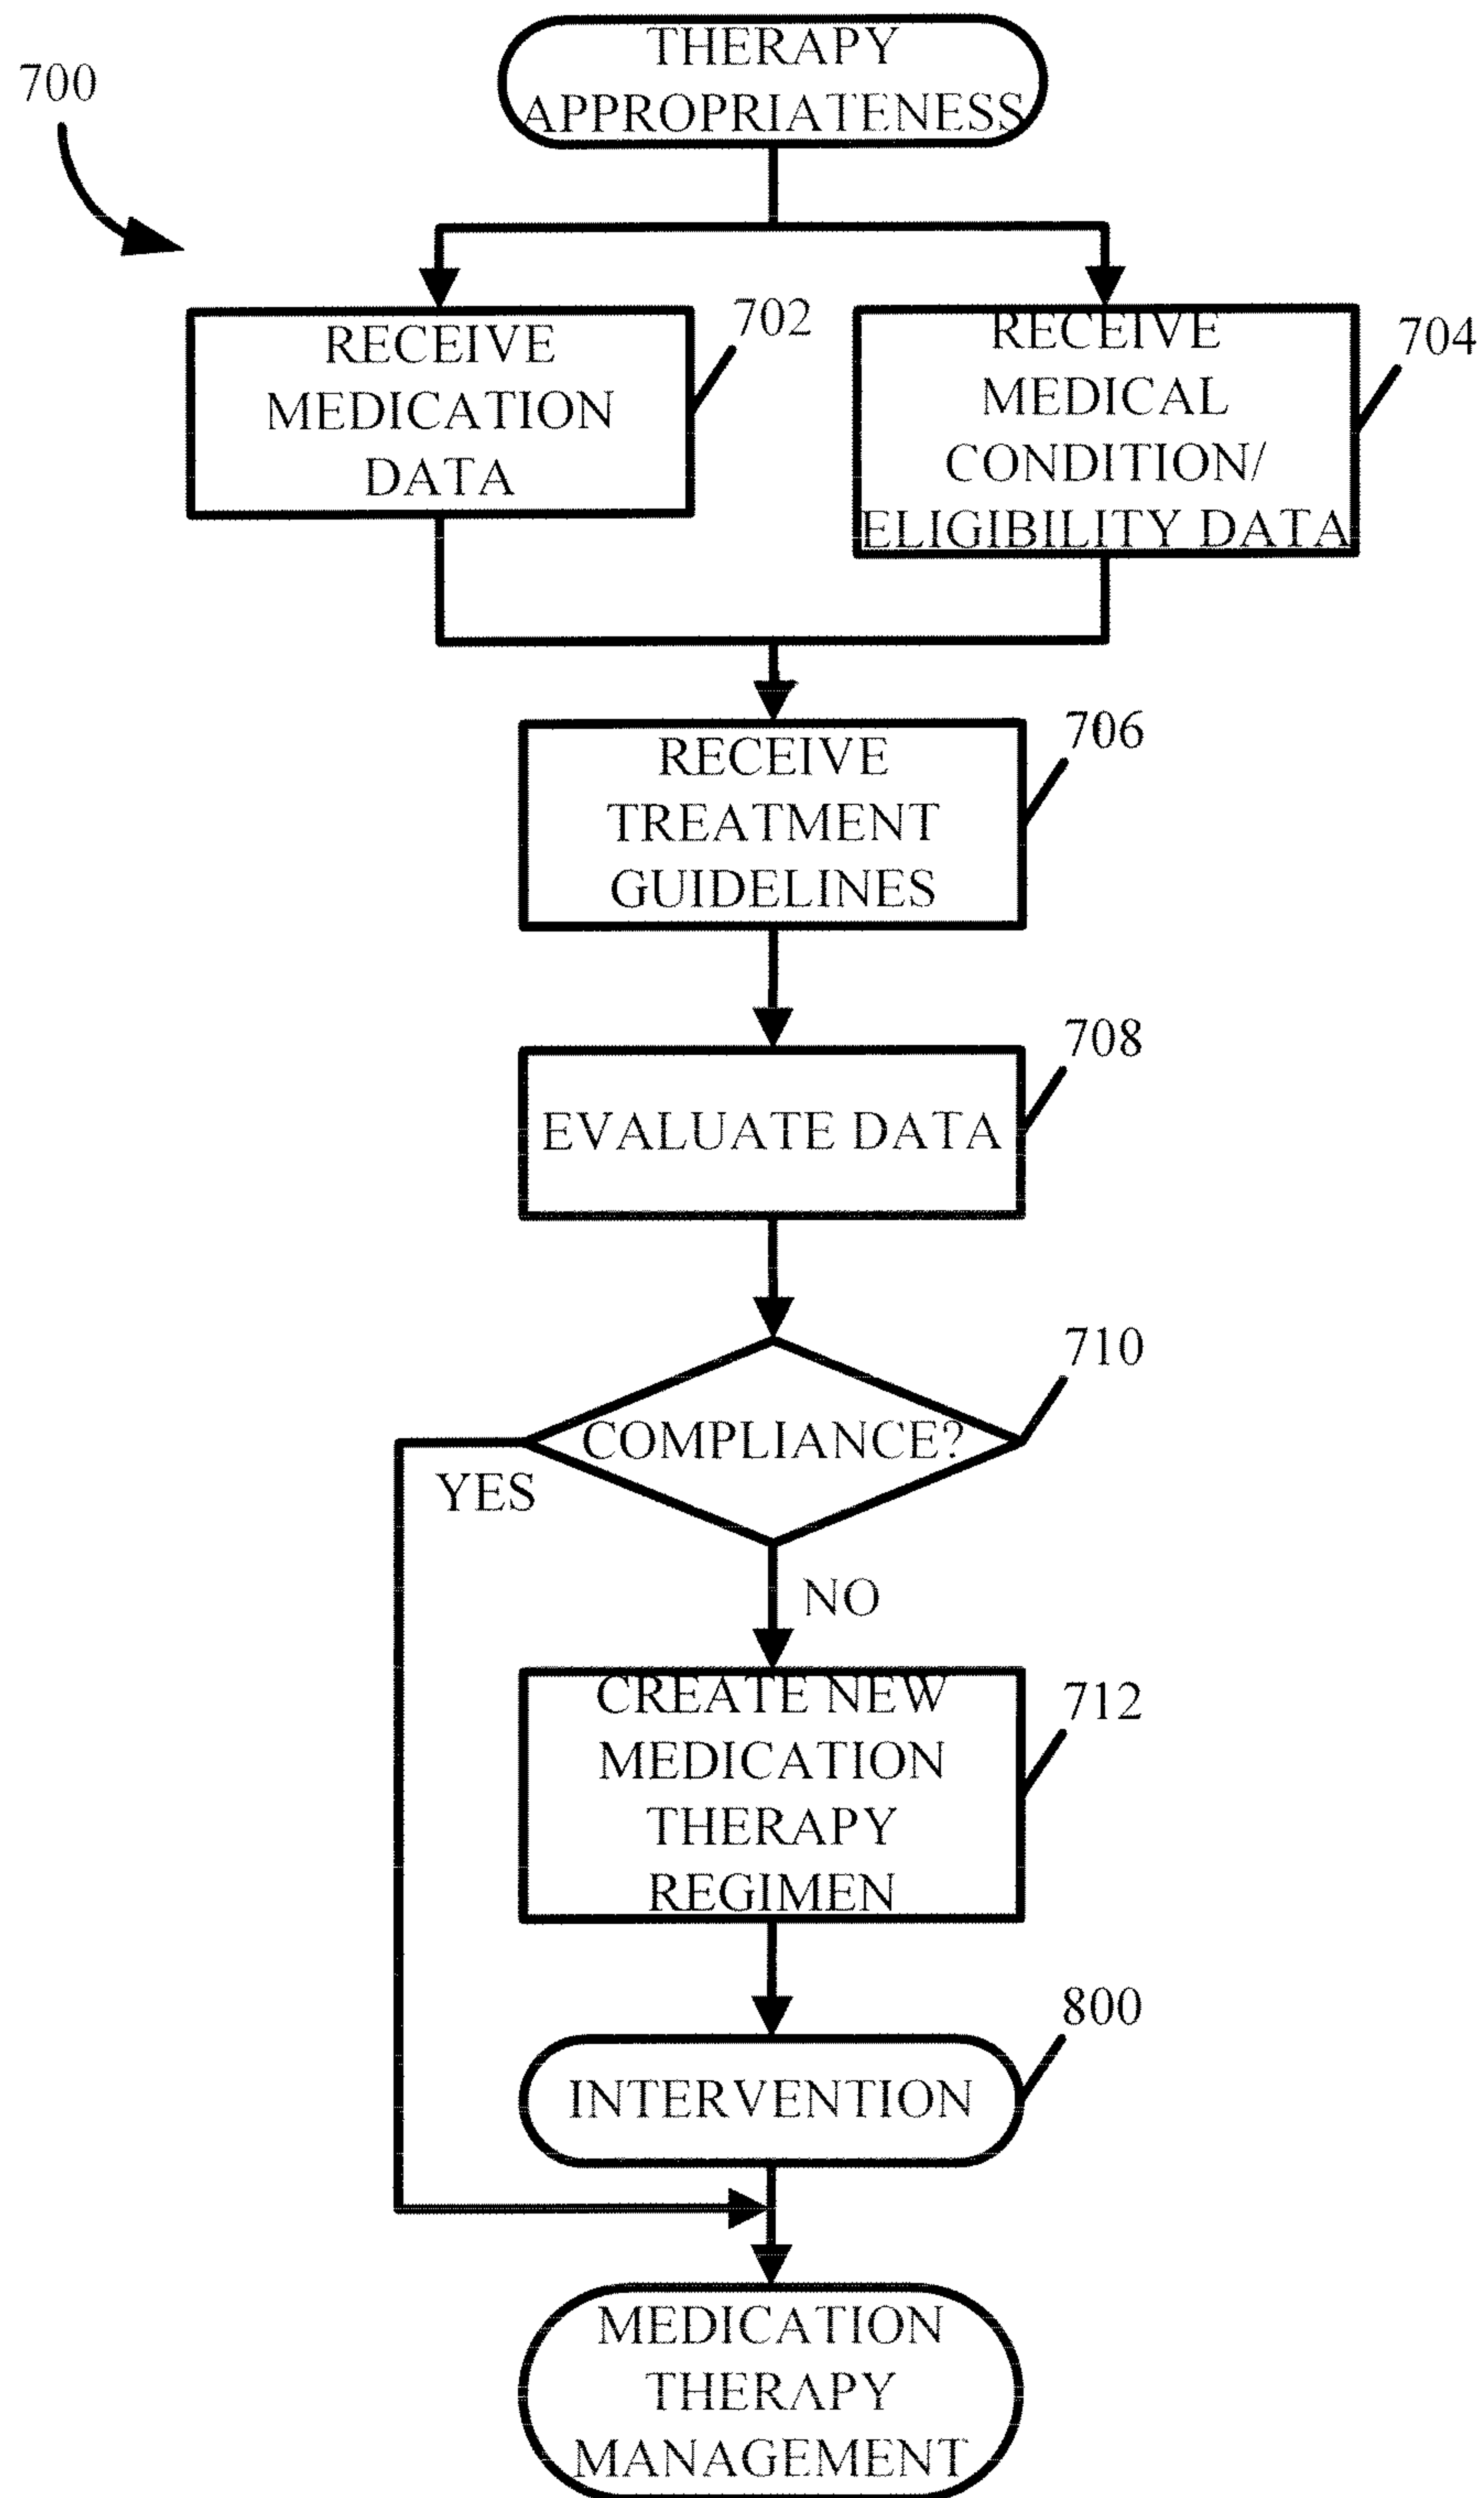 THERAPY
APPROPRIATENESS
700
RECEIVE
MEDICATION
DATA
702
RECEIVE
MEDICAL
CONDITION/
ELIGIBILITY DATA
704
RECEIVE
TREATMENT
GUIDELINES
706
EVALUATE DATA
708
COMPLIANCE?
710
YES
NO
CREATE NEW
MEDICATION
THERAPY
REGIMEN
712
INTERVENTION
800
MEDICATION
THERAPY
MANAGEMENT